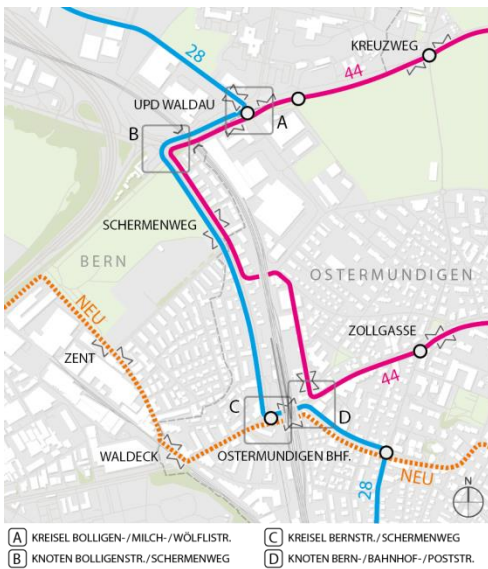 KREUZWEG
28
44
UPD WALDAU
A
B
SCHERMENWEG
BERN
OSTERMUNDIGEN
NEU
ZOLLGASSE
ZENT
44
C
D
WALDECK
OSTERMUNDIGEN BHF.
NEU
28
N
A KREISEL BOLLIGEN-/MILCH-/WÖLFLISTR.
B KNOTEN BOLLIGENSTR./SCHERMENWEG
C KREISEL BERNSTR./SCHERMENWEG
D KNOTEN BERN-/BAHNHOF-/POSTSTR.